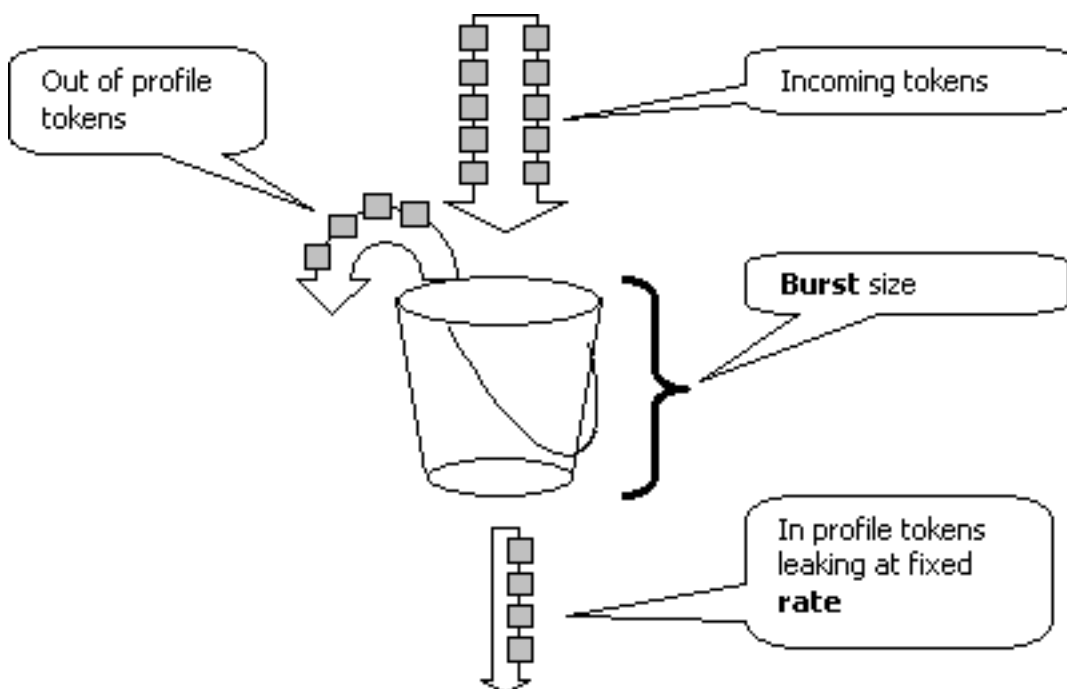 Out of profile
tokens
Incoming tokens
Burst size
In profile tokens
leaking at fixed
rate